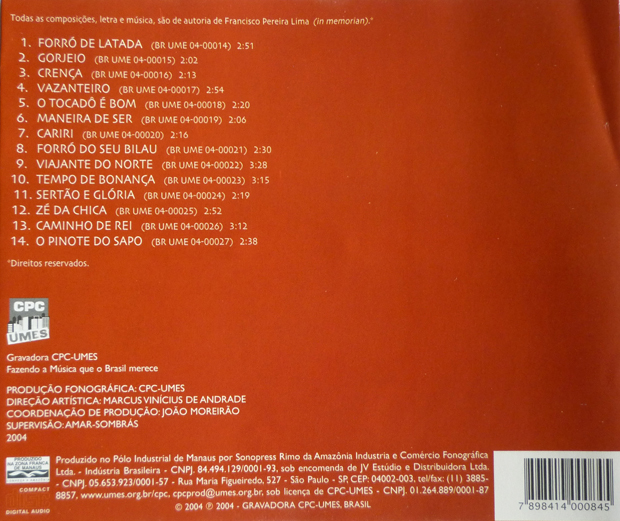 Todas as composições, letra e música, são de autoria de Francisco Pereira Lima (in memorian).*
1. FORRÓ DE LATADA (BR UME 04-00014) 2:51
2. GORJEIO (BR UME 04-00015) 2:02
3. CRENÇA (BR UME 04-00016) 2:13
4. VAZANTEIRO (BR UME 04-00017) 2:54
5. O TOCADÔ É BOM (BR UME 04-00018) 2:20
6. MANEIRA DE SER (BR UME 04-00019) 2:06
7. CARIRI (BR UME 04-00020) 2:16
8. FORRÓ DO SEU BILAU (BR UME 04-00021) 2:30
9. VIAJANTE DO NORTE (BR UME 04-00022) 3:28
10. TEMPO DE BONANÇA (BR UME 04-00023) 3:15
11. SERTÃO E GLÓRIA (BR UME 04-00024) 2:19
12. ZÉ DA CHICA (BR UME 04-00025) 2:52
13. CAMINHO DE REI (BR UME 04-00026) 3:12
14. O PINOTE DO SAPO (BR UME 04-00027) 2:38
*Direitos reservados.
CPC
UMES
Gravadora CPC-UMES
Fazendo a Música que o Brasil merece
PRODUÇÃO FONOGRÁFICA: CPC-UMES
DIREÇÃO ARTÍSTICA: MARCUS VINÍCIUS DE ANDRADE
COORDENAÇÃO DE PRODUÇÃO: JOÃO MOREIRÃO
SUPERVISÃO: AMAR-SOMBRÁS
2004
PRODUZIDO
NA ZONA FRANCA
DE MANAUS
COMPACT
DIGITAL AUDIO
Produzido no Pólo Industrial de Manaus por Sonopress Rimo da Amazônia Industria e Comércio Fonográfica
Ltda. - Indústria Brasileira - CNPJ. 84.494.129/0001-93, sob encomenda de JV Estúdio e Distribuidora Ltda.
- CNPJ. 05.653.923/0001-57 - Rua Maria Figueiredo, 527 - São Paulo - SP, CEP. 04002-003, tel/fax: (11) 3885-
8857, www.umes.org.br/cpc, cpcprod@umes.org.br, sob licença de CPC-UMES - CNPJ. 01.264.889/0001-87
© 2004 ℗ 2004 - GRAVADORA CPC-UMES, BRASIL
7 898414 000845